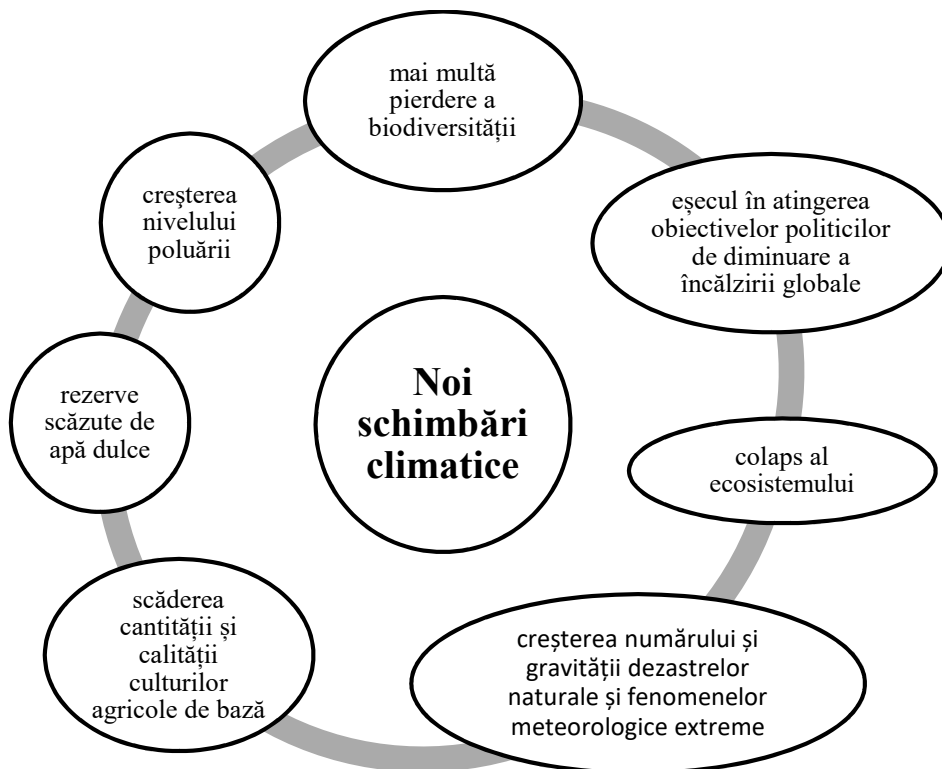 mai multă
pierdere a
biodiversității
eșecul în atingerea
obiectivelor politicilor
de diminuare a
încălzirii globale
colaps al
ecosistemului
creșterea numărului și
gravității dezastrelor
naturale și fenomenelor
meteorologice extreme
scăderea
cantității și
calității
culturilor
agricole de bază
rezerve
scăzute de
apă dulce
creşterea
nivelului
poluării
Noi
schimbări
climatice